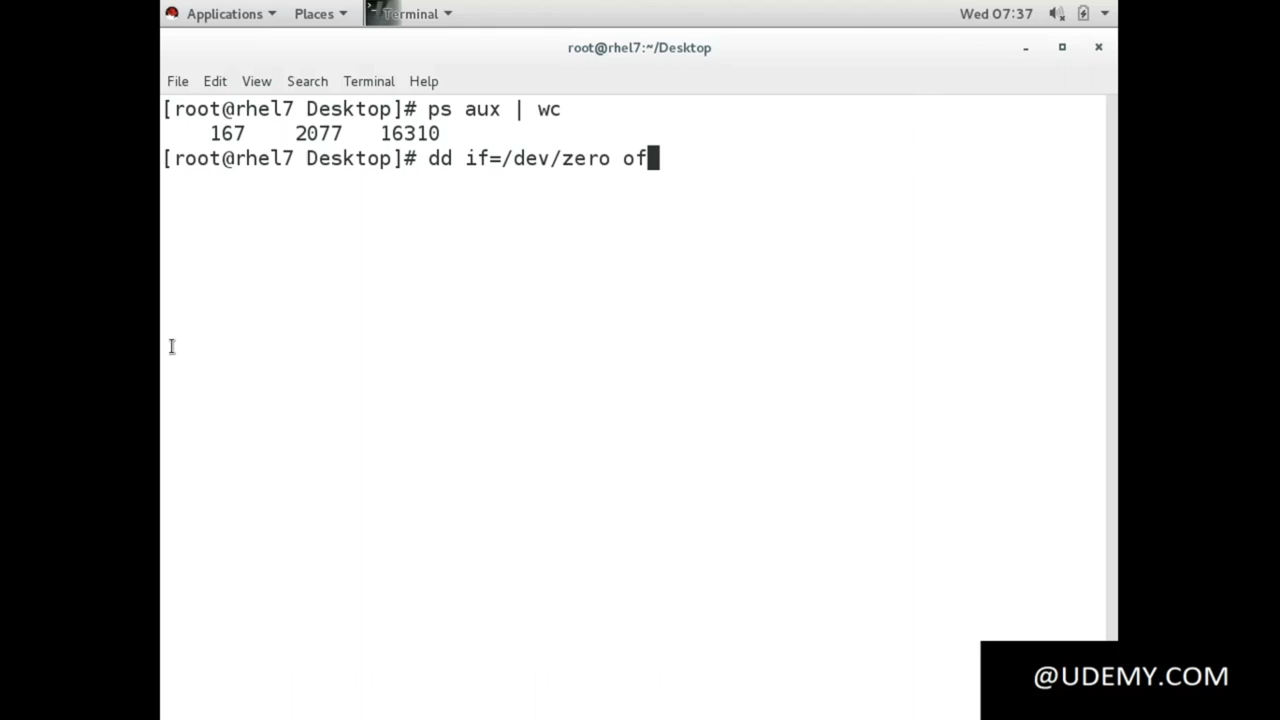 Applications Places Terminal Wed 07:37
root@rhel7:~/Desktop
File Edit View Search Terminal Help
[root@rhel7 Desktop]# ps aux | wc
167 2077 16310
[root@rhel7 Desktop]# dd if=/dev/zero of
@UDEMY.COM